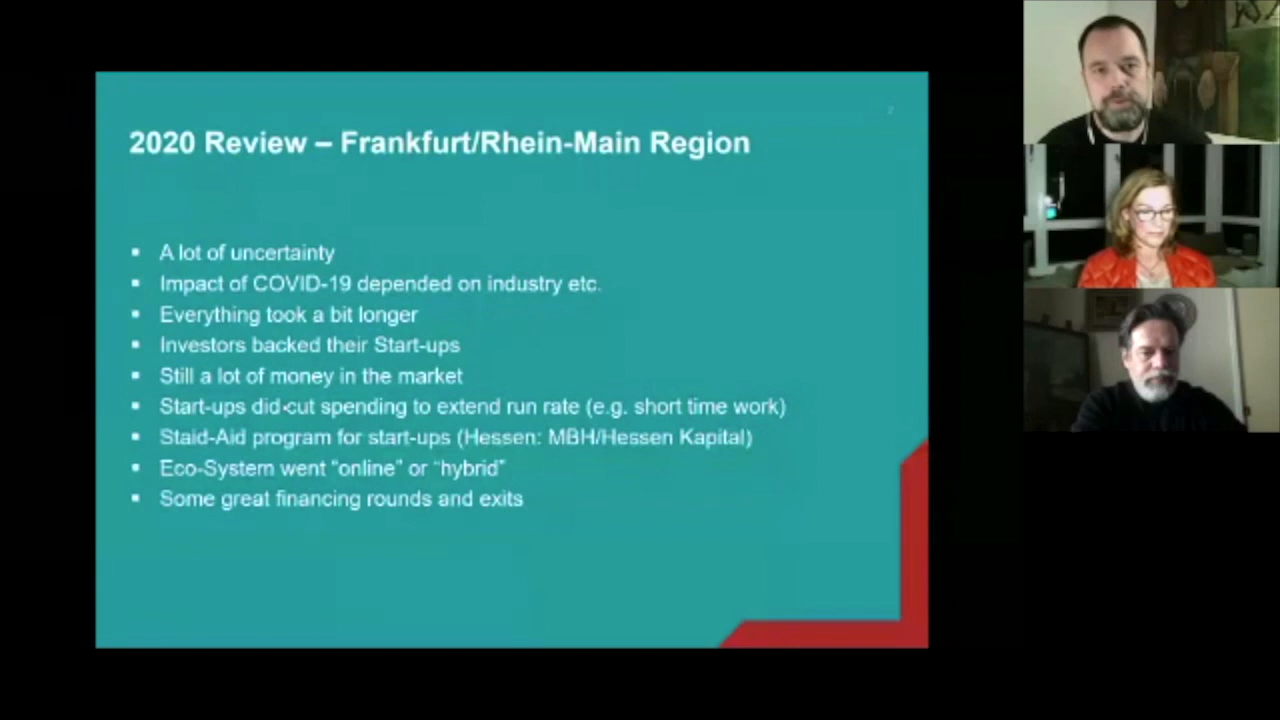 2020 Review – Frankfurt/Rhein-Main Region
▪ A lot of uncertainty
▪ Impact of COVID-19 depended on industry etc.
▪ Everything took a bit longer
▪ Investors backed their Start-ups
▪ Still a lot of money in the market
▪ Start-ups did cut spending to extend run rate (e.g. short time work)
▪ Staid-Aid program for start-ups (Hessen: MBH/Hessen Kapital)
▪ Eco-System went “online” or “hybrid”
▪ Some great financing rounds and exits